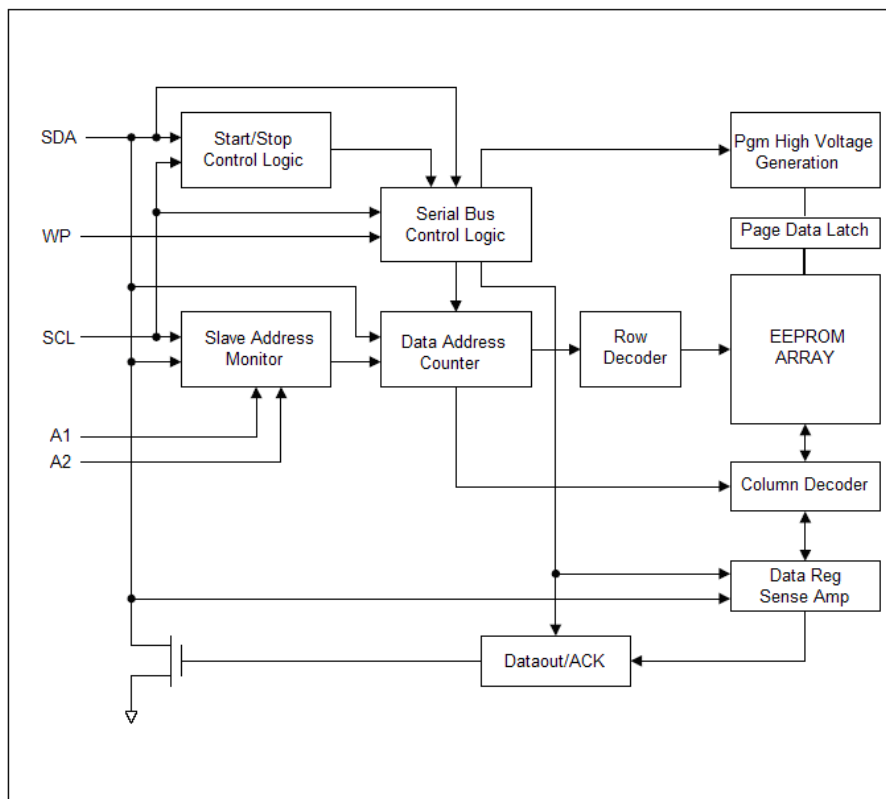 SDA
Start/Stop
Control Logic
Pgm High Voltage
Generation
WP
Serial Bus
Control Logic
Page Data Latch
SCL
Slave Address
Monitor
Data Address
Counter
Row
Decoder
EEPROM
ARRAY
A1
A2
Column Decoder
Data Reg
Sense Amp
Dataout/ACK